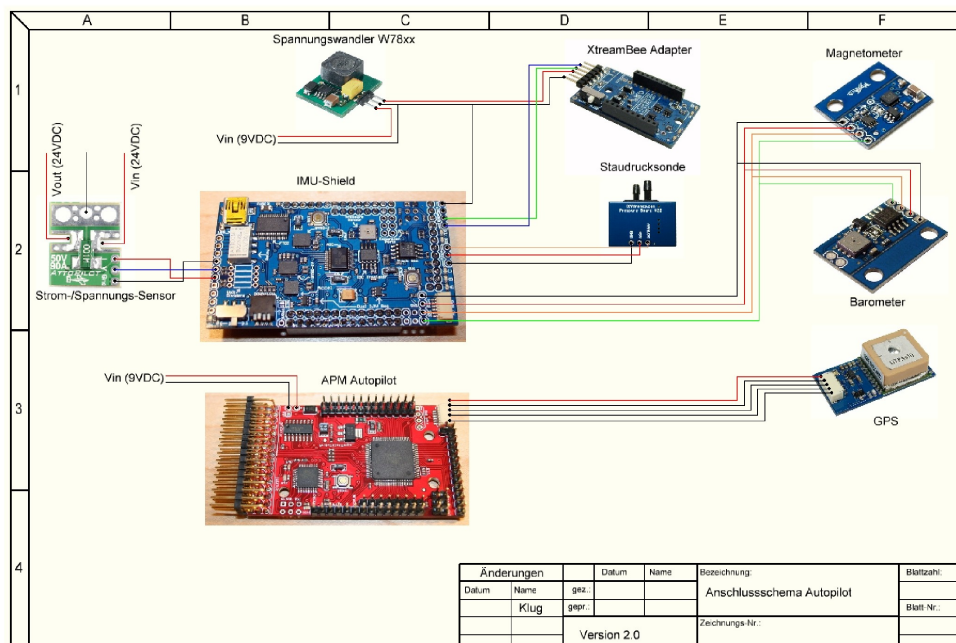 A B C D E F
1
2
3
4
Spannungswandler W78xx
XtreamBee Adapter
Magnetometer
Vin (9VDC)
Vout (24VDC)
Vin (24VDC)
IMU-Shield
Staudrucksonde
50V
90A
Strom-/Spannungs-Sensor
Barometer
Vin (9VDC)
APM Autopilot
GPS
Änderungen
Datum Name
Klug
Datum Name
gez.:
gepr.:
Version 2.0
Bezeichnung:
Anschlussschema Autopilot
Zeichnungs-Nr.:
Blattzahl:
Blatt-Nr.: